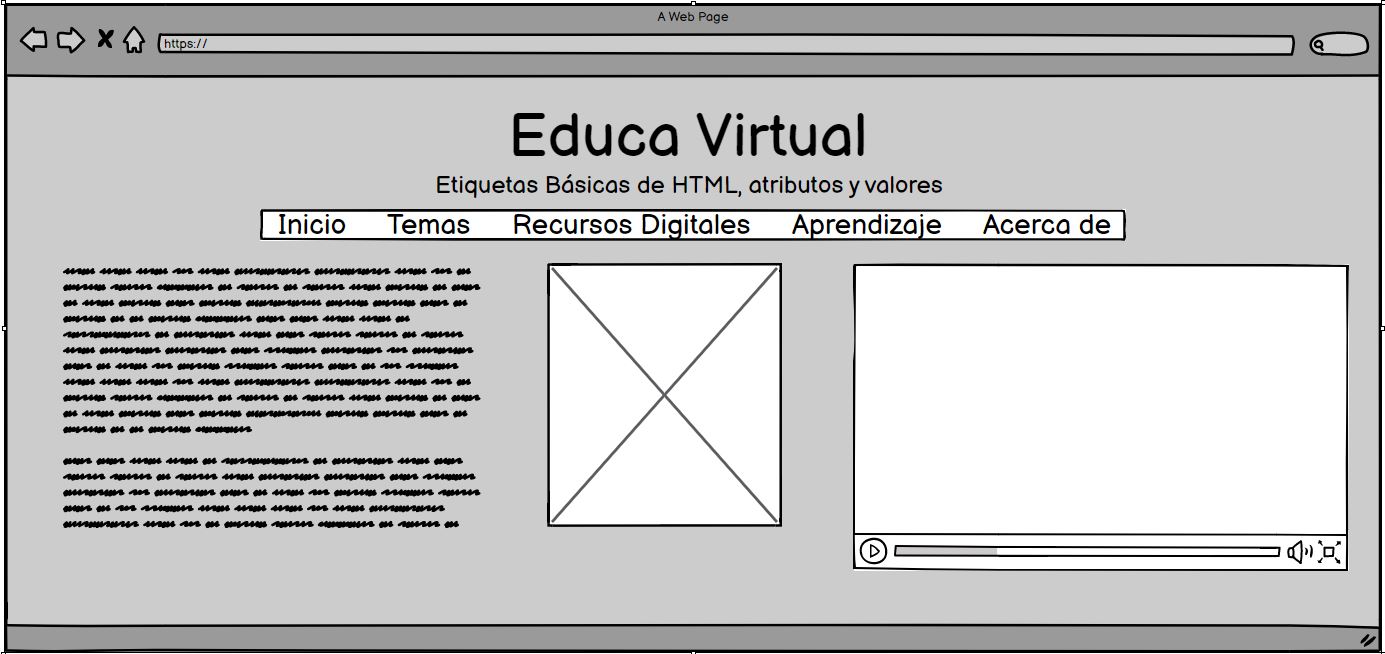 A Web Page
https://
Educa Virtual
Etiquetas Básicas de HTML, atributos y valores
Inicio Temas Recursos Digitales Aprendizaje Acerca de